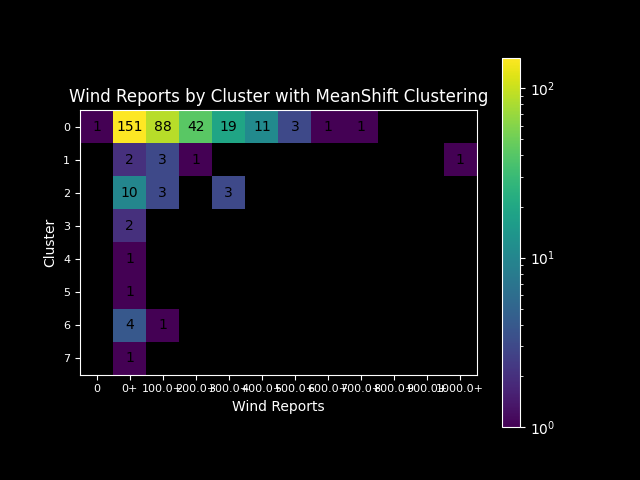 Wind Reports by Cluster with MeanShift Clustering
0 1 151 88 42 19 11 3 1 1
1 2 3 1 1
2 10 3 3
3 2
4 1
5 1
6 4 1
7 1
0 0+ 100.0+ 200.0+ 300.0+ 400.0+ 500.0+ 600.0+ 700.0+ 800.0+ 900.0+ 1000.0+
Wind Reports
Cluster
10²
10¹
10⁰